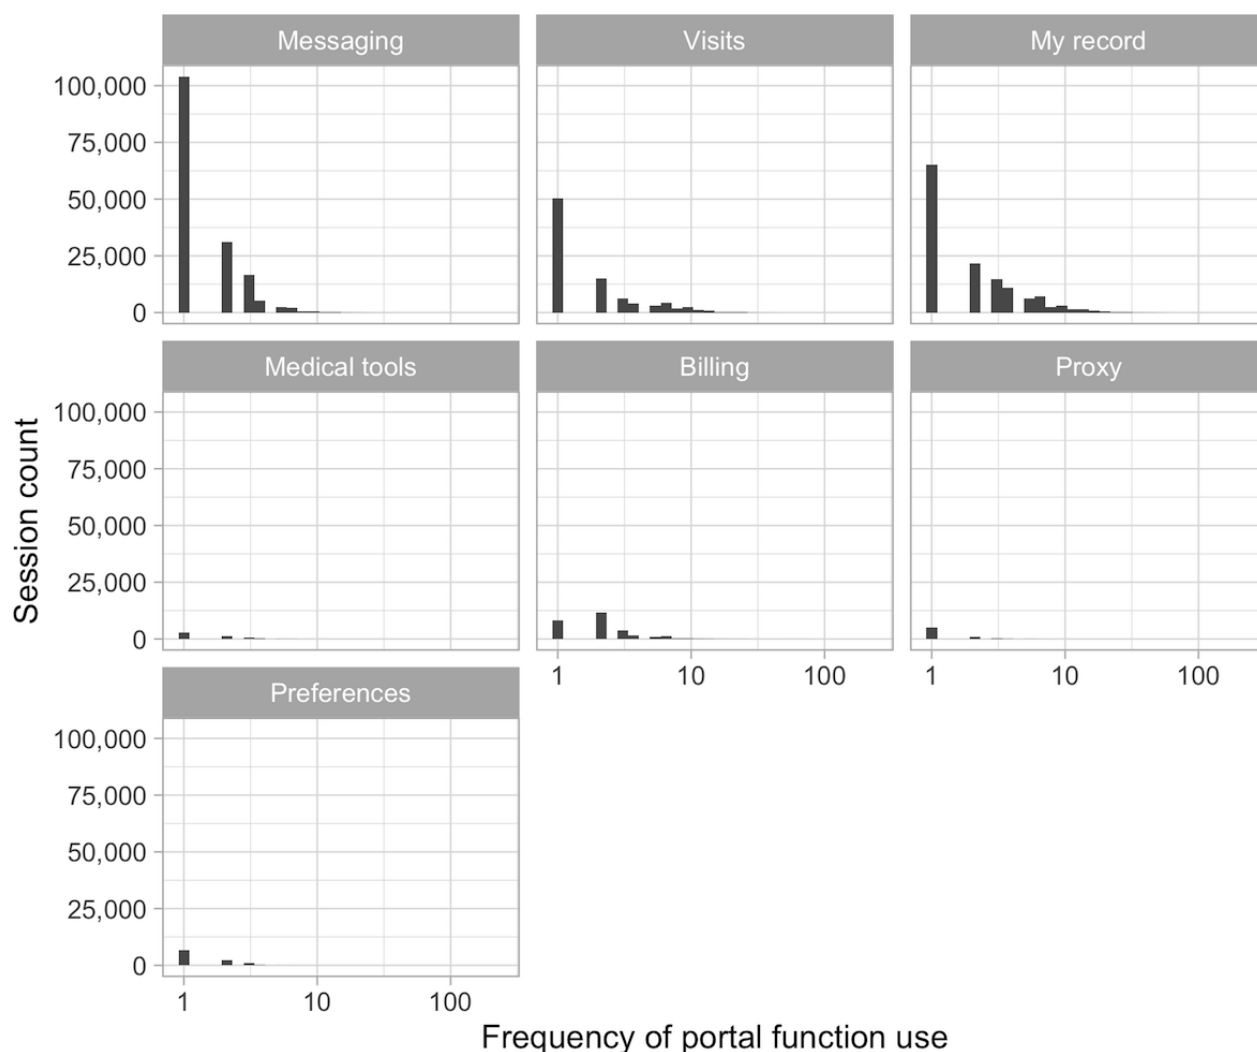 Messaging
Visits
My record
100,000
75,000
50,000
25,000
0
Medical tools
Billing
Proxy
100,000
75,000
50,000
25,000
0
1 10 100
1 10 100
Preferences
100,000
75,000
50,000
25,000
0
1 10 100
Session count
Frequency of portal function use